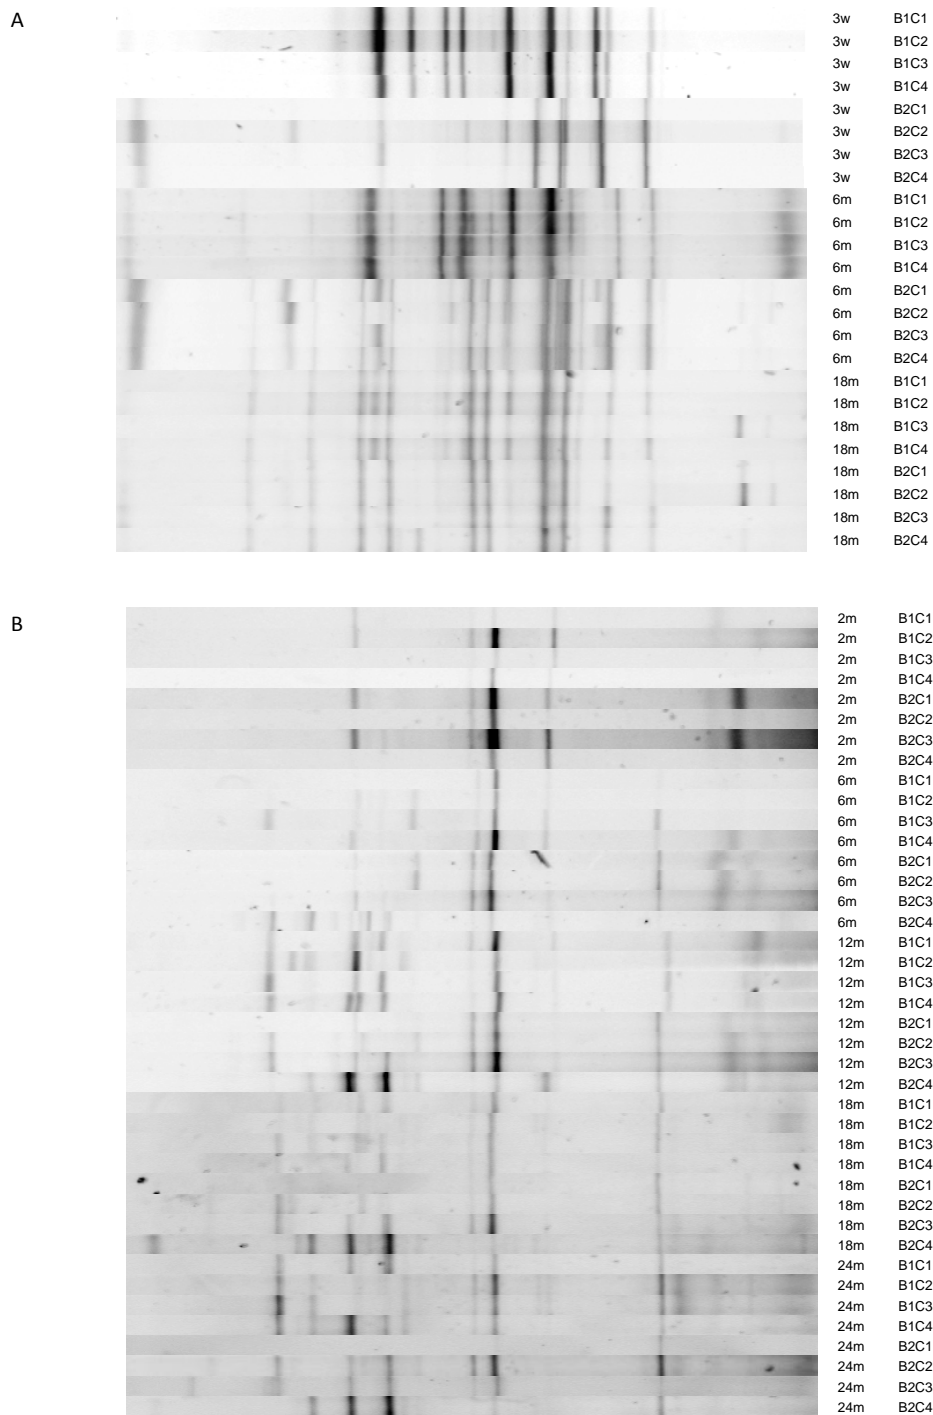 A
3w B1C1
3w B1C2
3w B1C3
3w B1C4
3w B2C1
3w B2C2
3w B2C3
3w B2C4
6m B1C1
6m B1C2
6m B1C3
6m B1C4
6m B2C1
6m B2C2
6m B2C3
6m B2C4
18m B1C1
18m B1C2
18m B1C3
18m B1C4
18m B2C1
18m B2C2
18m B2C3
18m B2C4
B
2m B1C1
2m B1C2
2m B1C3
2m B1C4
2m B2C1
2m B2C2
2m B2C3
2m B2C4
6m B1C1
6m B1C2
6m B1C3
6m B1C4
6m B2C1
6m B2C2
6m B2C3
6m B2C4
12m B1C1
12m B1C2
12m B1C3
12m B1C4
12m B2C1
12m B2C2
12m B2C3
12m B2C4
18m B1C1
18m B1C2
18m B1C3
18m B1C4
18m B2C1
18m B2C2
18m B2C3
18m B2C4
24m B1C1
24m B1C2
24m B1C3
24m B1C4
24m B2C1
24m B2C2
24m B2C3
24m B2C4